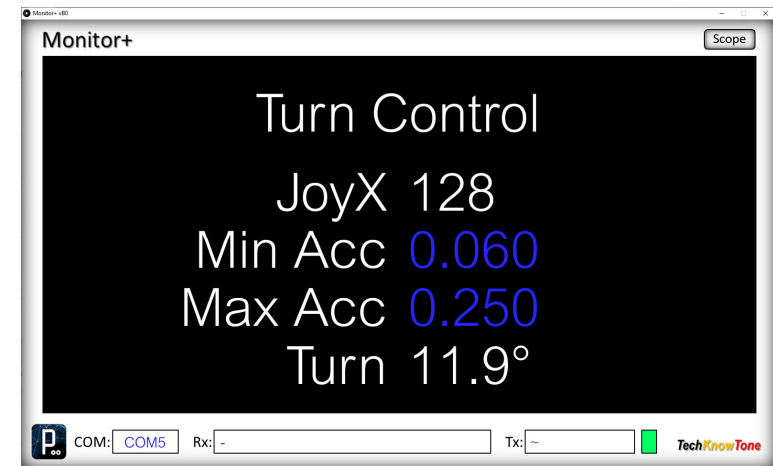 Monitor+ v80
Monitor+
Scope
Turn Control
JoyX 128
Min Acc 0.060
Max Acc 0.250
Turn 11.9°
P.
COM: COM5 Rx: - Tx: ~ TechKnowTone